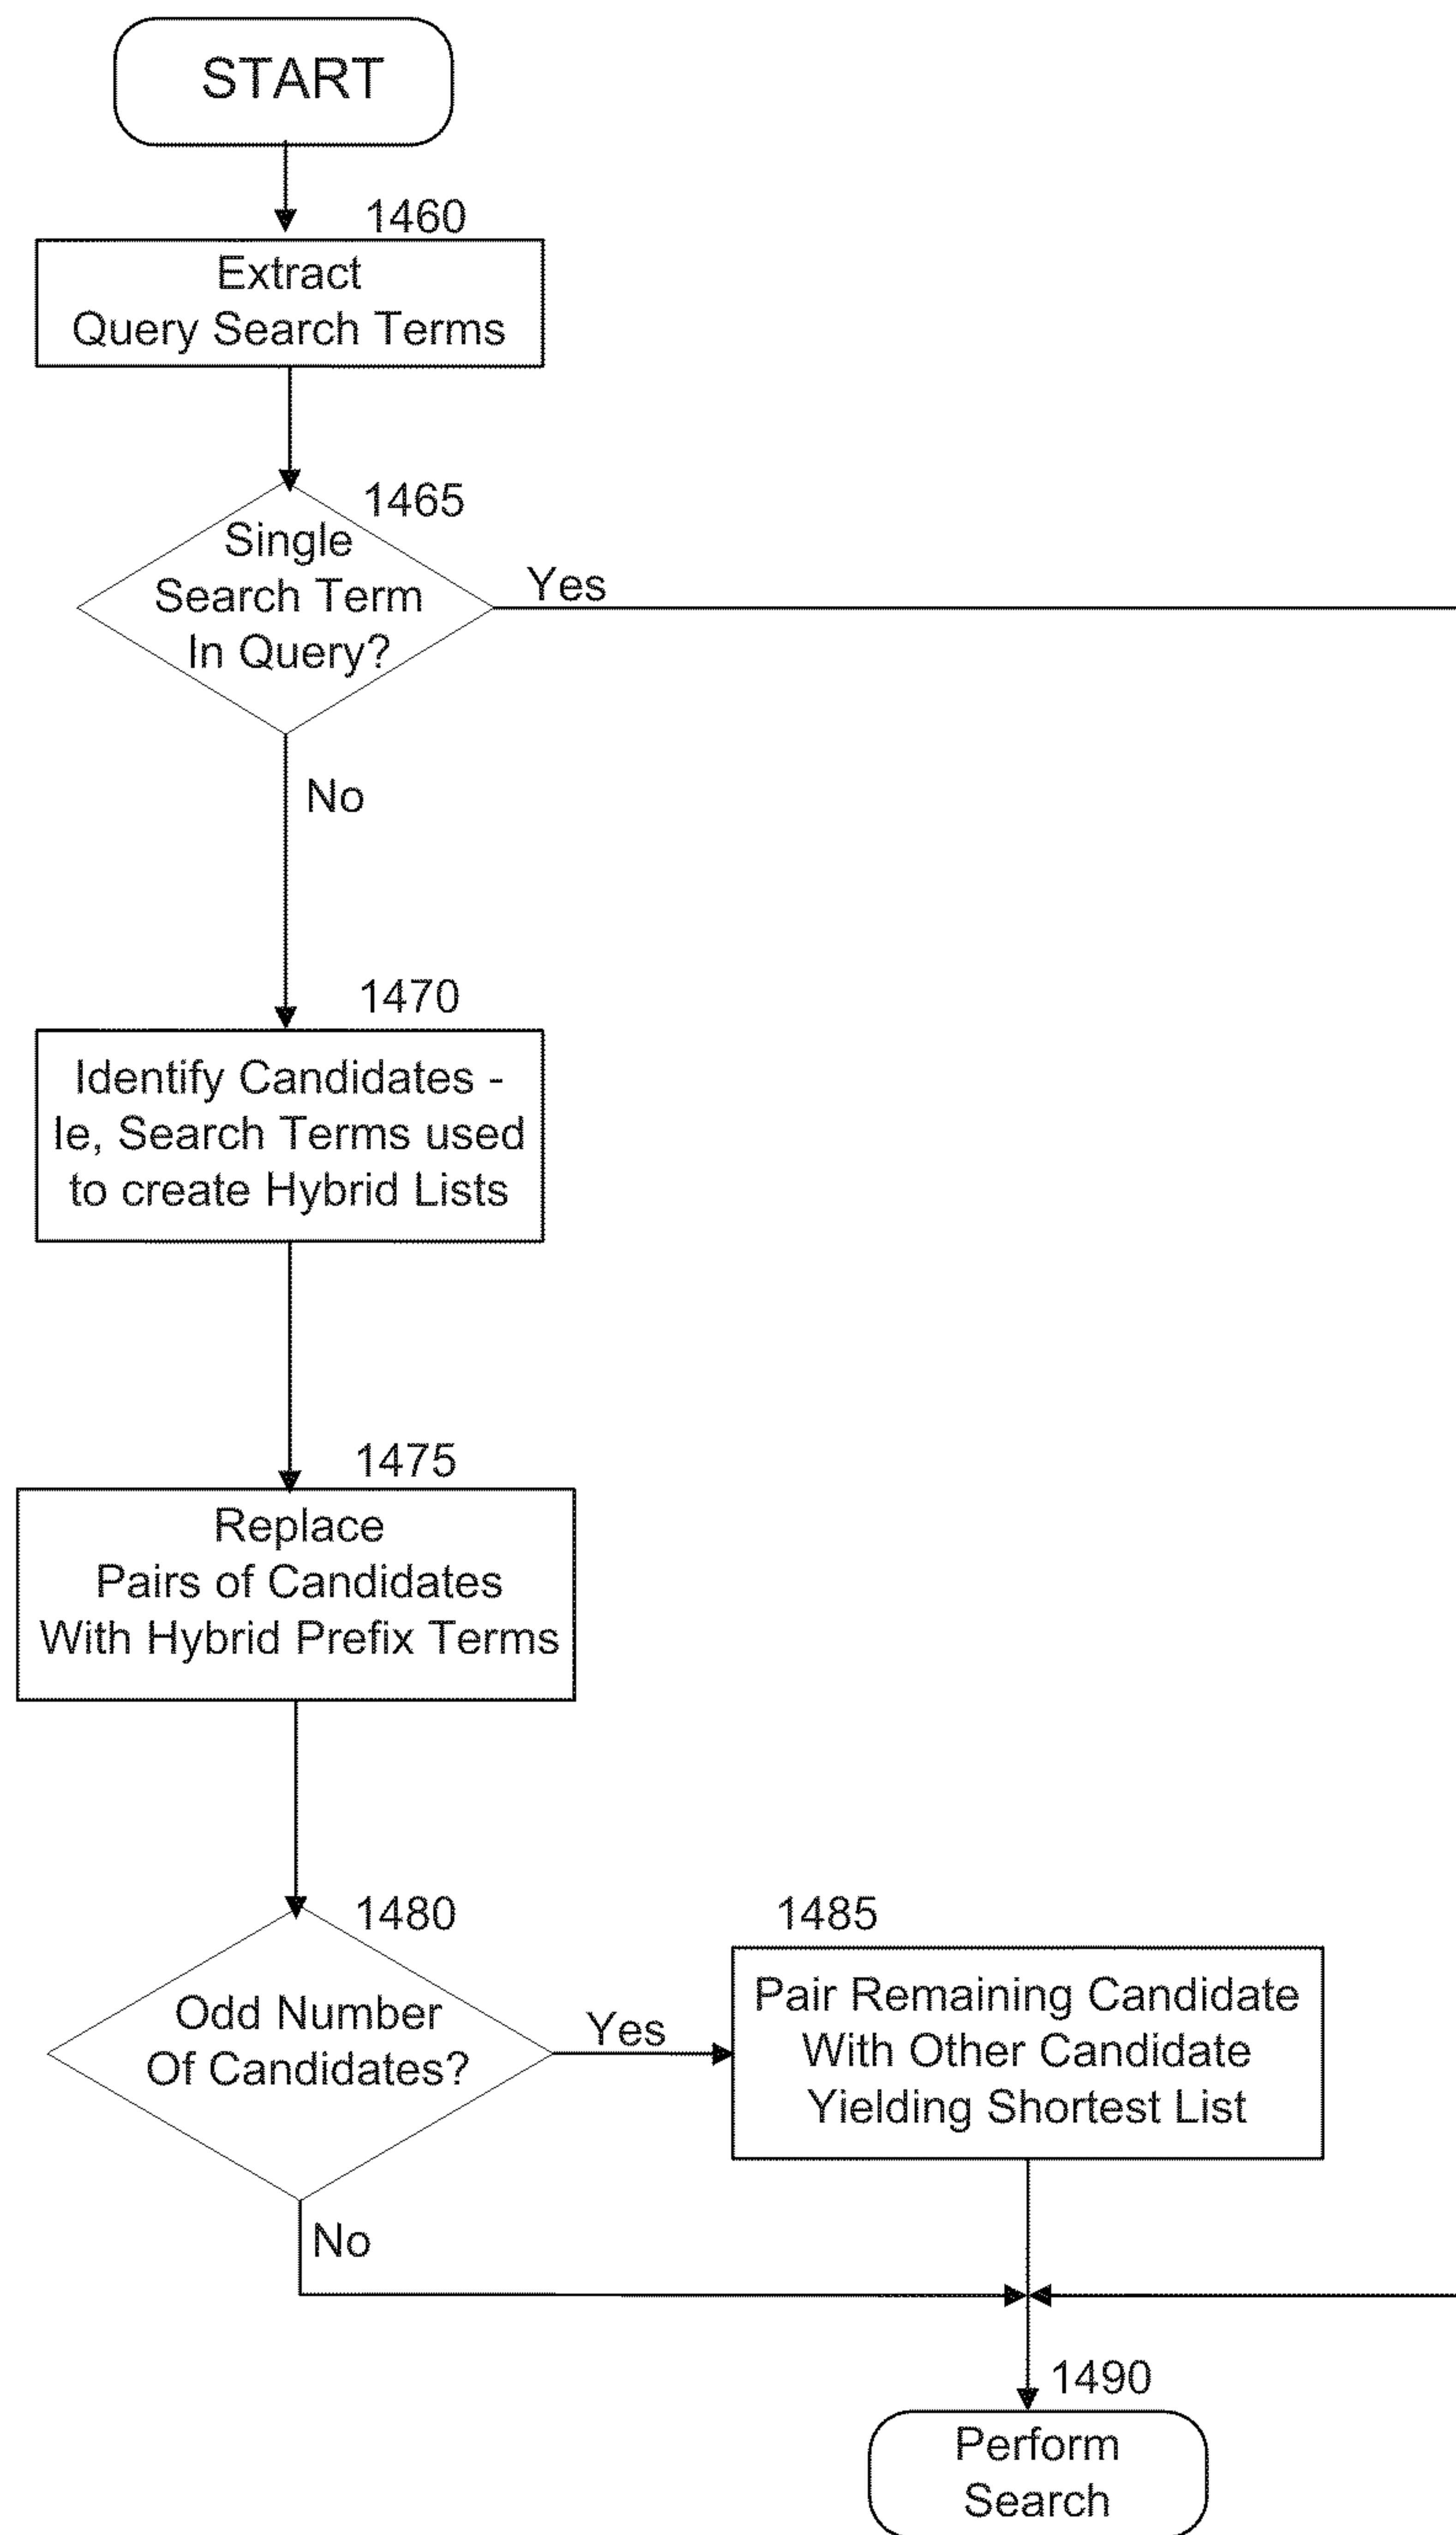 START
1460
Extract
Query Search Terms
1465
Single
Search Term
In Query?
Yes
No
1470
Identify Candidates -
Ie, Search Terms used
to create Hybrid Lists
1475
Replace
Pairs of Candidates
With Hybrid Prefix Terms
1480
Odd Number
Of Candidates?
Yes
1485
Pair Remaining Candidate
With Other Candidate
Yielding Shortest List
No
1490
Perform
Search